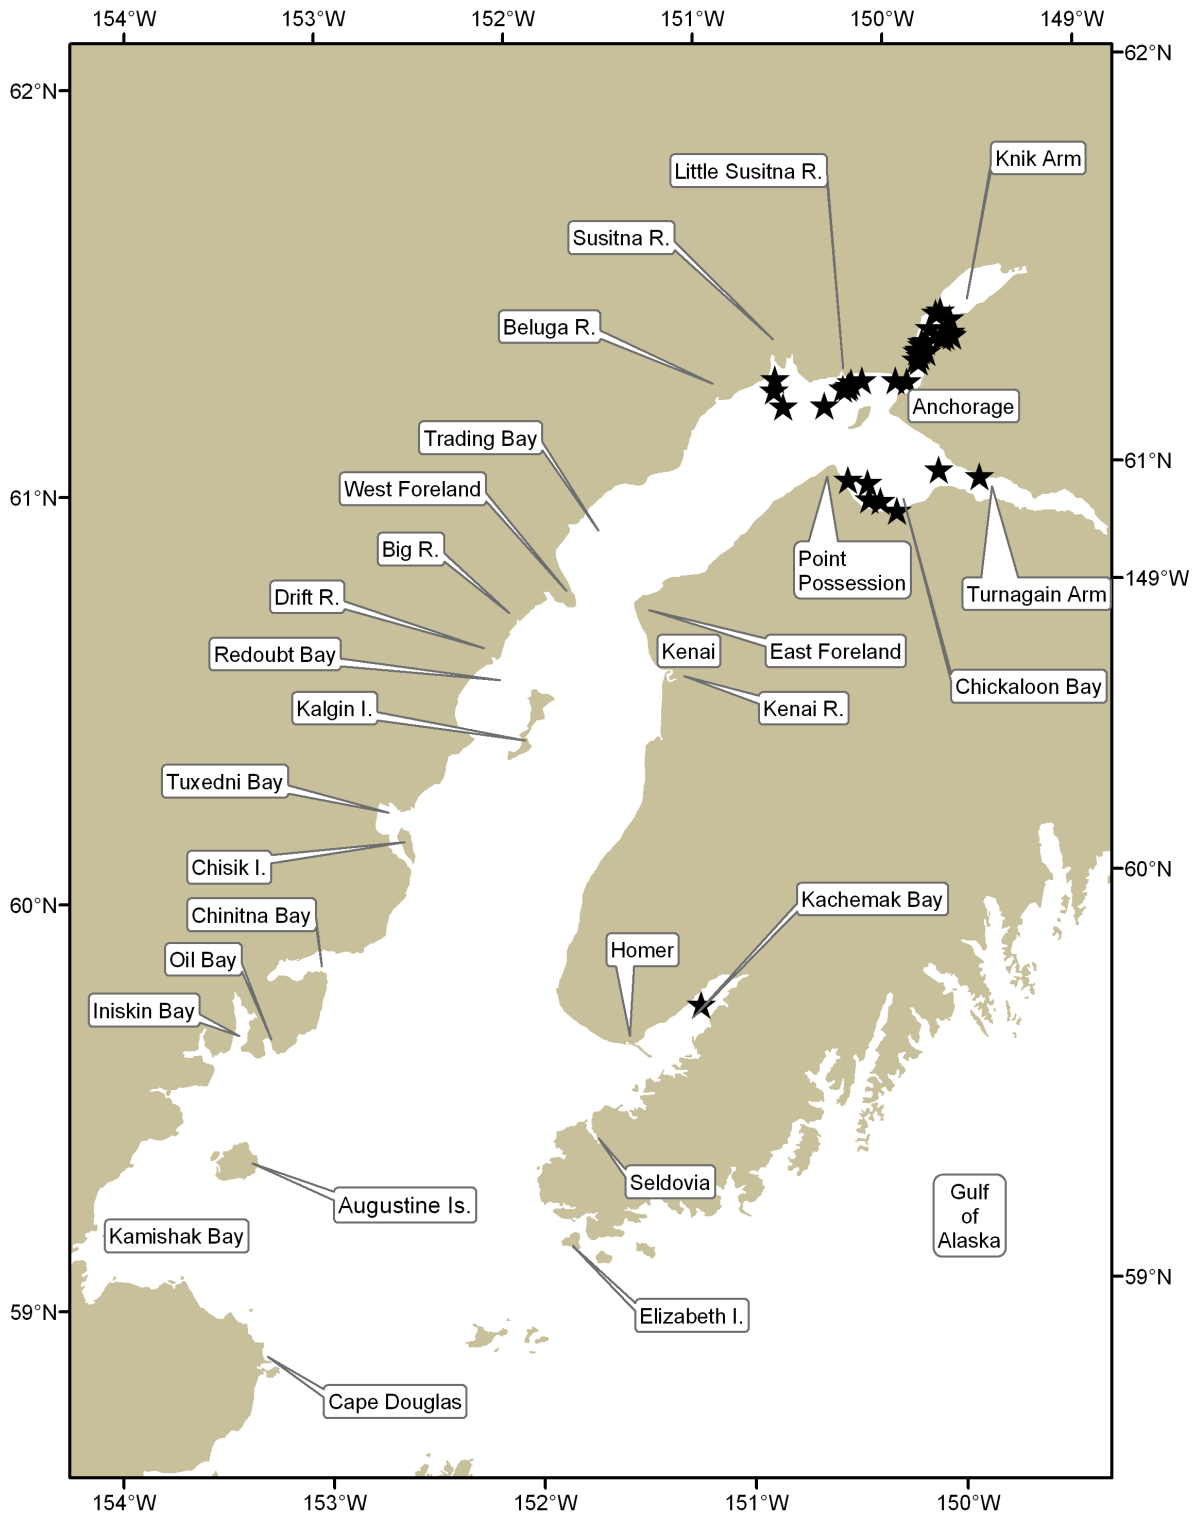 154°W
153°W
152°W
151°W
150°W
149°W
62°N
62°N
Knik Arm
Little Susitna R.
Susitna R.
Beluga R.
Anchorage
Trading Bay
61°N
West Foreland
61°N
Big R.
Point
Possession
149°W
Drift R.
Turnagain Arm
Kenai
East Foreland
Redoubt Bay
Chickaloon Bay
Kalgin I.
Kenai R.
Tuxedni Bay
Chisik I.
60°N
Kachemak Bay
60°N
Chinitna Bay
Homer
Oil Bay
Iniskin Bay
Seldovia
Gulf
of
Alaska
Augustine Is.
Kamishak Bay
59°N
59°N
Elizabeth I.
Cape Douglas
154°W
153°W
152°W
151°W
150°W